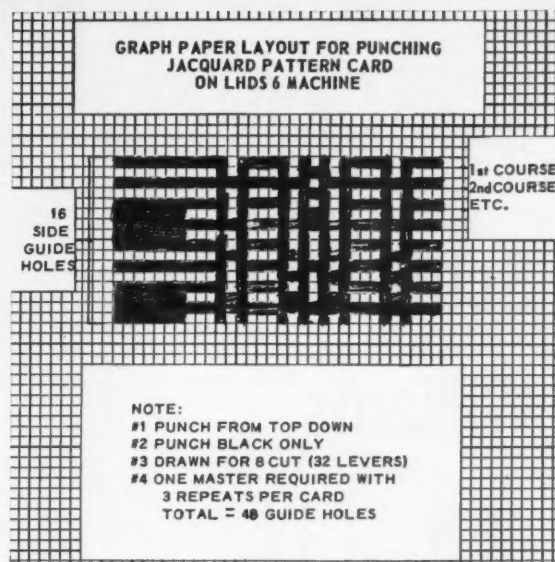 GRAPH PAPER LAYOUT FOR PUNCHING
JACQUARD PATTERN CARD
ON LHDS 6 MACHINE
1st COURSE
2nd COURSE
ETC.
16
SIDE
GUIDE
HOLES
NOTE:
#1 PUNCH FROM TOP DOWN
#2 PUNCH BLACK ONLY
#3 DRAWN FOR 8 CUT (32 LEVERS)
#4 ONE MASTER REQUIRED WITH
3 REPEATS PER CARD
TOTAL = 48 GUIDE HOLES